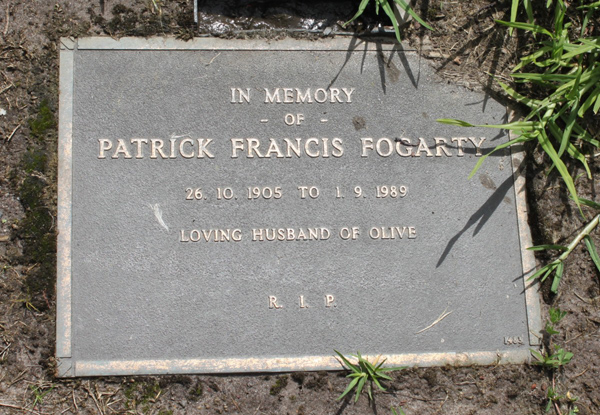 IN MEMORY
- OF -
PATRICK FRANCIS FOGARTY
26. 10. 1905 TO 1. 9. 1989
LOVING HUSBAND OF OLIVE
R. I. P.